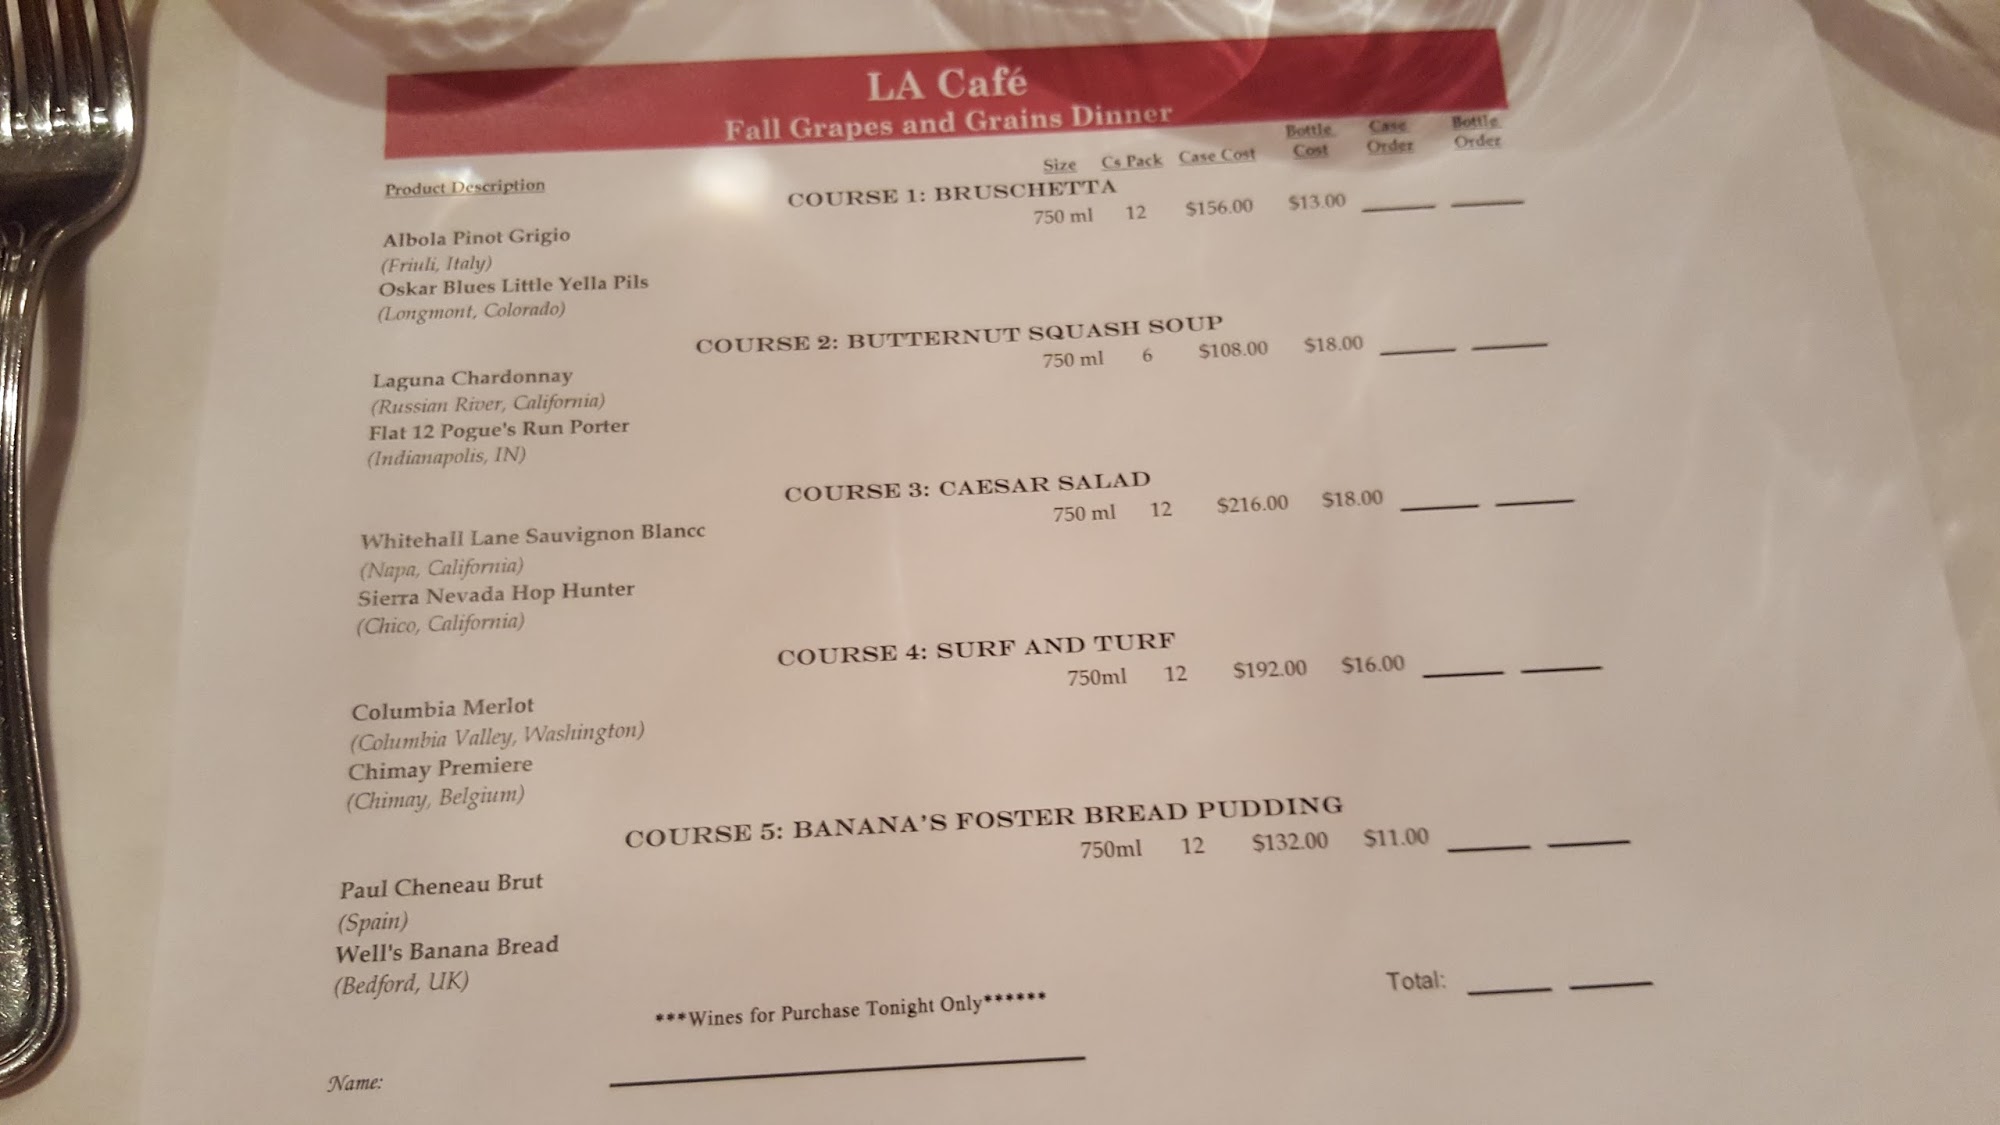 LA Café
Fall Grapes and Grains Dinner
Product Description Size Cs Pack Case Cost Bottle Cost Case Order Bottle Order
COURSE 1: BRUSCHETTA
750 ml 12 $156.00 $13.00
Albola Pinot Grigio
(Friuli, Italy)
Oskar Blues Little Yella Pils
(Longmont, Colorado)
COURSE 2: BUTTERNUT SQUASH SOUP
750 ml 6 $108.00 $18.00
Laguna Chardonnay
(Russian River, California)
Flat 12 Pogue's Run Porter
(Indianapolis, IN)
COURSE 3: CAESAR SALAD
750 ml 12 $216.00 $18.00
Whitehall Lane Sauvignon Blancc
(Napa, California)
Sierra Nevada Hop Hunter
(Chico, California)
COURSE 4: SURF AND TURF
750ml 12 $192.00 $16.00
Columbia Merlot
(Columbia Valley, Washington)
Chimay Premiere
(Chimay, Belgium)
COURSE 5: BANANA'S FOSTER BREAD PUDDING
750ml 12 $132.00 $11.00
Paul Cheneau Brut
(Spain)
Well's Banana Bread
(Bedford, UK)
Total:
***Wines for Purchase Tonight Only******
Name: